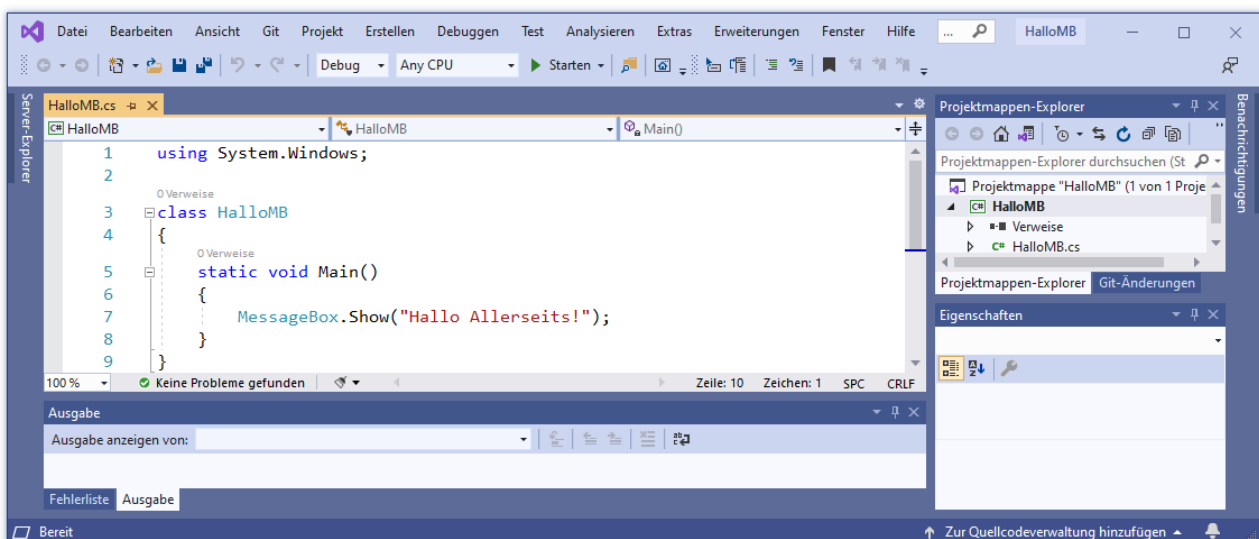 Datei Bearbeiten Ansicht Git Projekt Erstellen Debuggen Test Analysieren Extras Erweiterungen Fenster Hilfe ... HalloMB
Debug Any CPU Starten
Server-Explorer
HalloMB.cs
C# HalloMB HalloMB Main()
1 using System.Windows;
2
0 Verweise
3 class HalloMB
4 {
0 Verweise
5 static void Main()
6 {
7 MessageBox.Show("Hallo Allerseits!");
8 }
9 }
100 % Keine Probleme gefunden Zeile: 10 Zeichen: 1 SPC CRLF
Ausgabe
Ausgabe anzeigen von:
Fehlerliste Ausgabe
Projektmappen-Explorer
Projektmappen-Explorer durchsuchen (St
Projektmappe "HalloMB" (1 von 1 Proje
C# HalloMB
Verweise
C# HalloMB.cs
Projektmappen-Explorer Git-Änderungen
Eigenschaften
Benachrichtigungen
Bereit Zur Quellcodeverwaltung hinzufügen